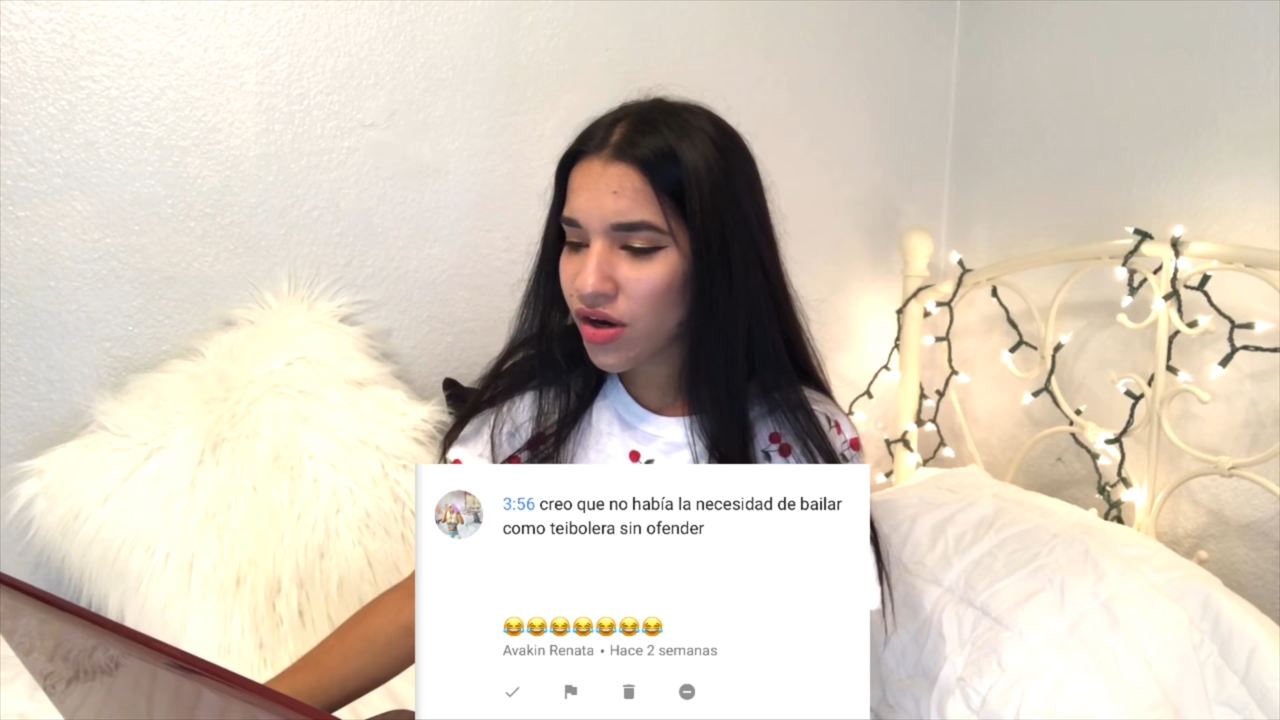 3:56 creo que no había la necesidad de bailar
como teibolera sin ofender
😂😂😂😂😂😂😂
Avakin Renata • Hace 2 semanas